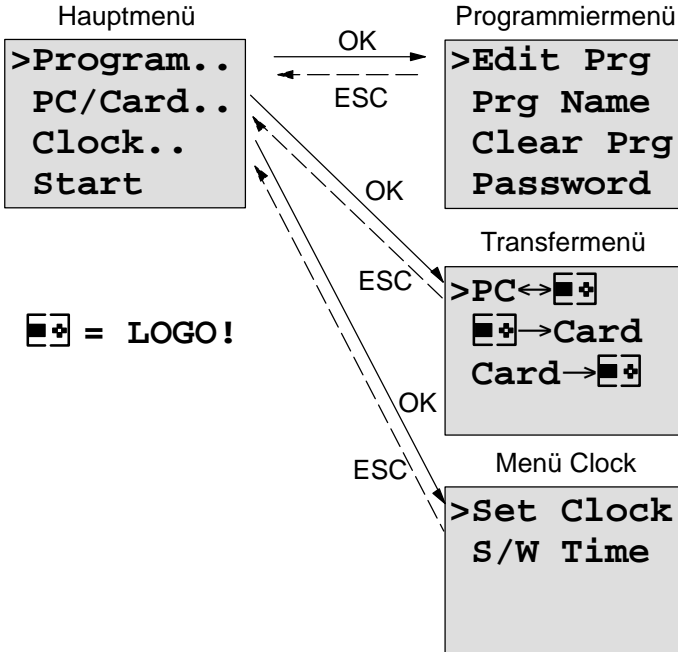 Hauptmenü
>Program..
PC/Card..
Clock..
Start
OK
ESC
Programmiermenü
>Edit Prg
Prg Name
Clear Prg
Password
OK
ESC
Transfermenü
>PC↔
→Card
Card→
= LOGO!
OK
ESC
Menü Clock
>Set Clock
S/W Time